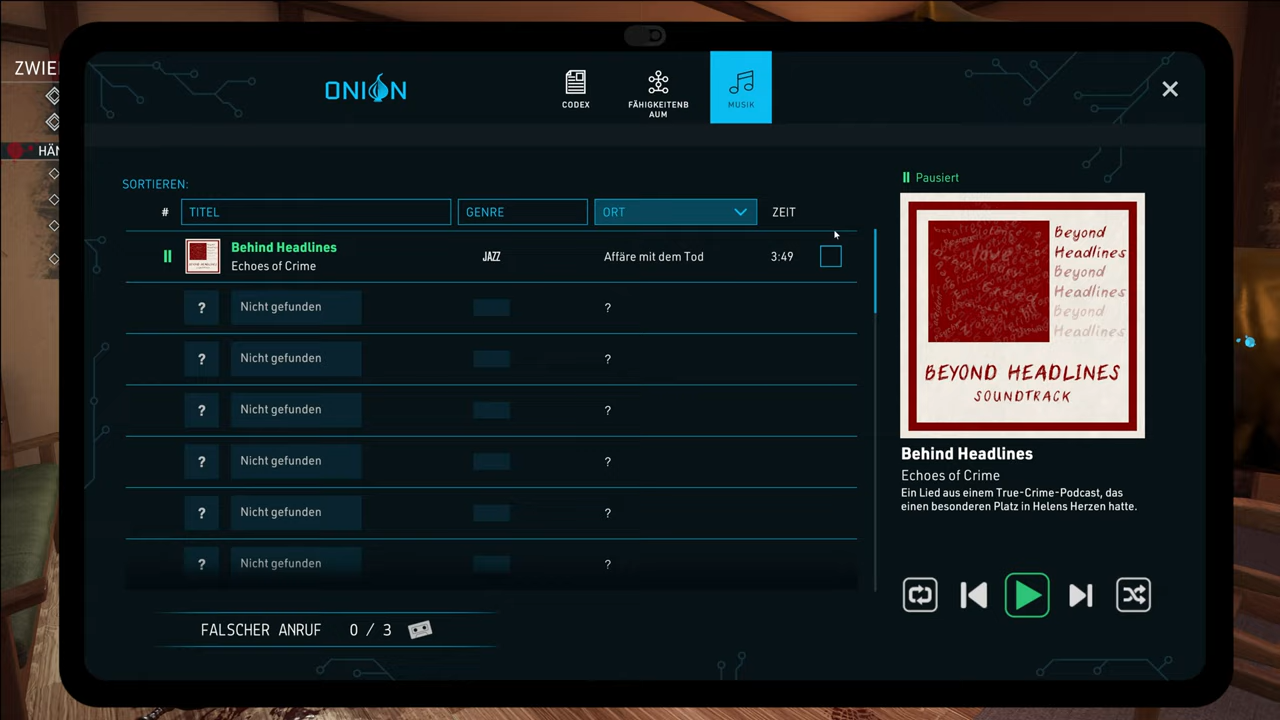 ZWIE
HÄN
ONION
CODEX
FÄHIGKEITENB
AUM
MUSIK
SORTIEREN:
# TITEL GENRE ORT ZEIT
Behind Headlines
Echoes of Crime
JAZZ Affäre mit dem Tod 3:49
? Nicht gefunden ?
? Nicht gefunden ?
? Nicht gefunden ?
? Nicht gefunden ?
? Nicht gefunden ?
? Nicht gefunden ?
FALSCHER ANRUF 0 / 3
Pausiert
Beyond
Headlines
Beyond
Headlines
Beyond
Headlines
BEYOND HEADLINES
SOUNDTRACK
Behind Headlines
Echoes of Crime
Ein Lied aus einem True-Crime-Podcast, das
einen besonderen Platz in Helens Herzen hatte.